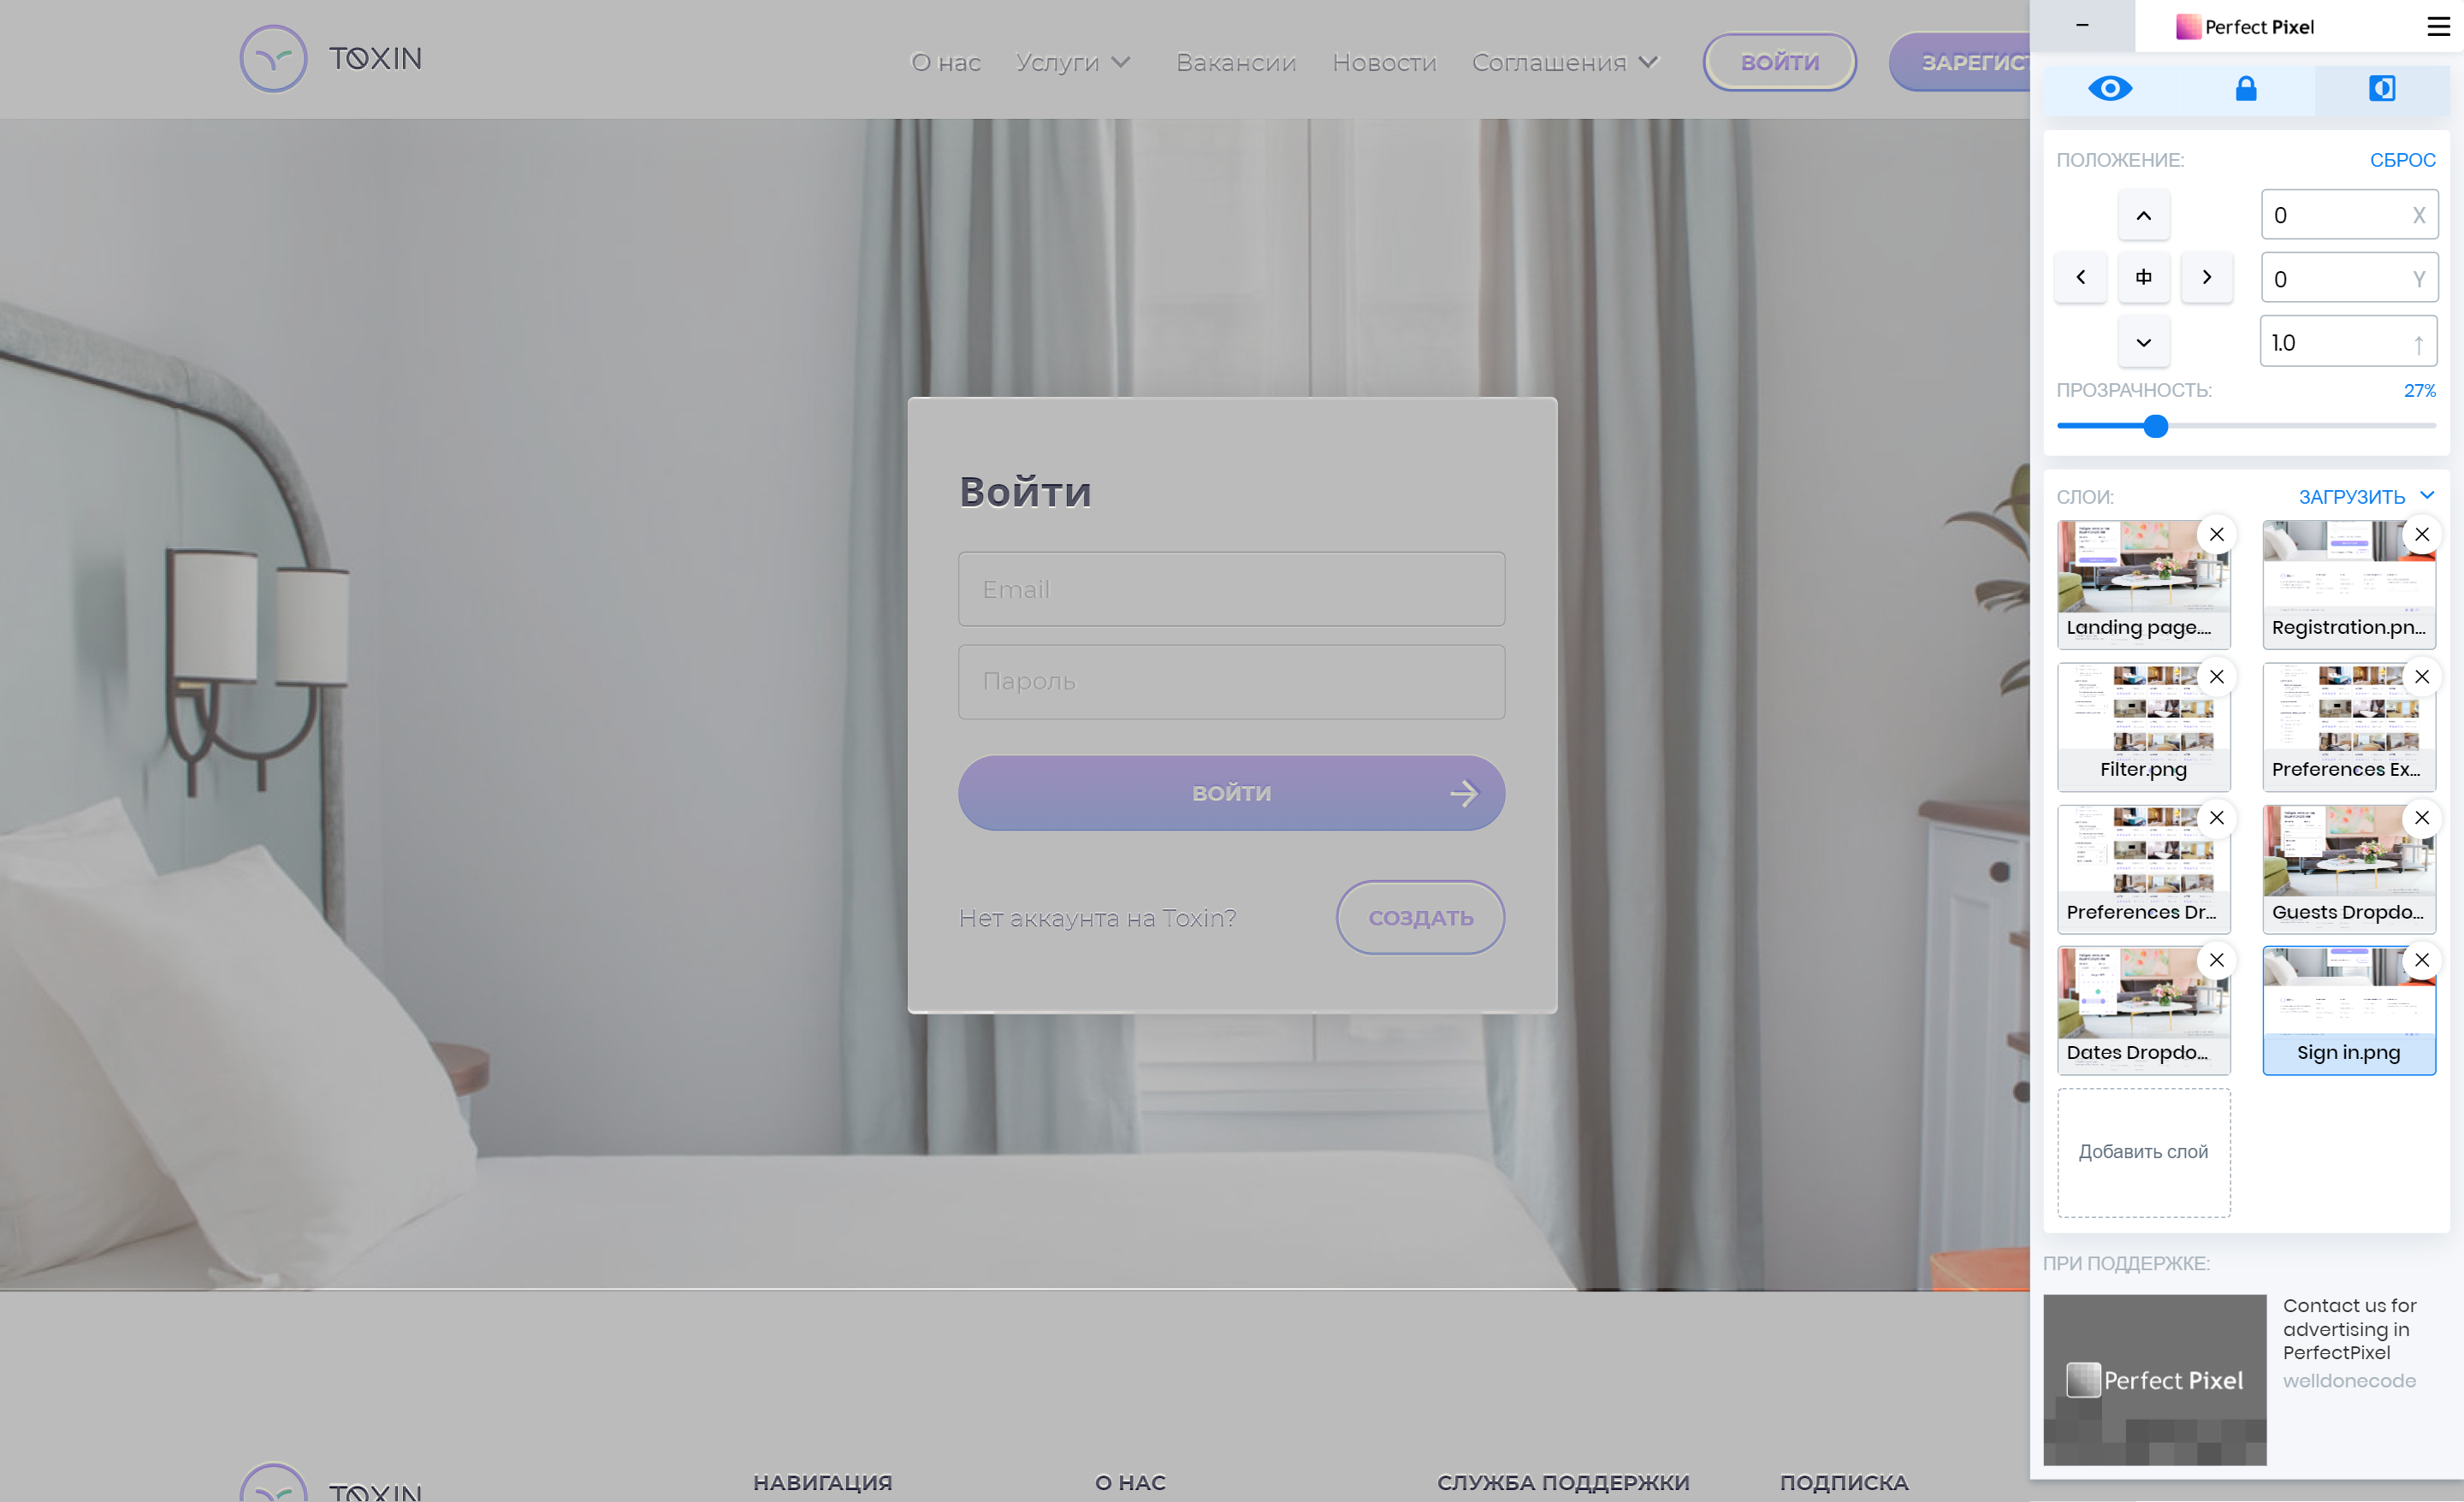 TOXIN
О нас
Услуги
Вакансии
Новости
Соглашения
ВОЙТИ
ЗАРЕГИСТ
Войти
Email
Пароль
ВОЙТИ
Нет аккаунта на Toxin?
СОЗДАТЬ
TOXIN
НАВИГАЦИЯ
О НАС
СЛУЖБА ПОДДЕРЖКИ
ПОДПИСКА
Perfect Pixel
ПОЛОЖЕНИЕ:
СБРОС
0 X
0 Y
1.0 ↑
ПРОЗРАЧНОСТЬ:
27%
СЛОИ:
ЗАГРУЗИТЬ
Landing page....
Registration.pn...
Filter.png
Preferences Ex...
Preferences Dr...
Guests Dropdo...
Dates Dropdo...
Sign in.png
Добавить слой
ПРИ ПОДДЕРЖКЕ:
Perfect Pixel
Contact us for
advertising in
PerfectPixel
welldonecode